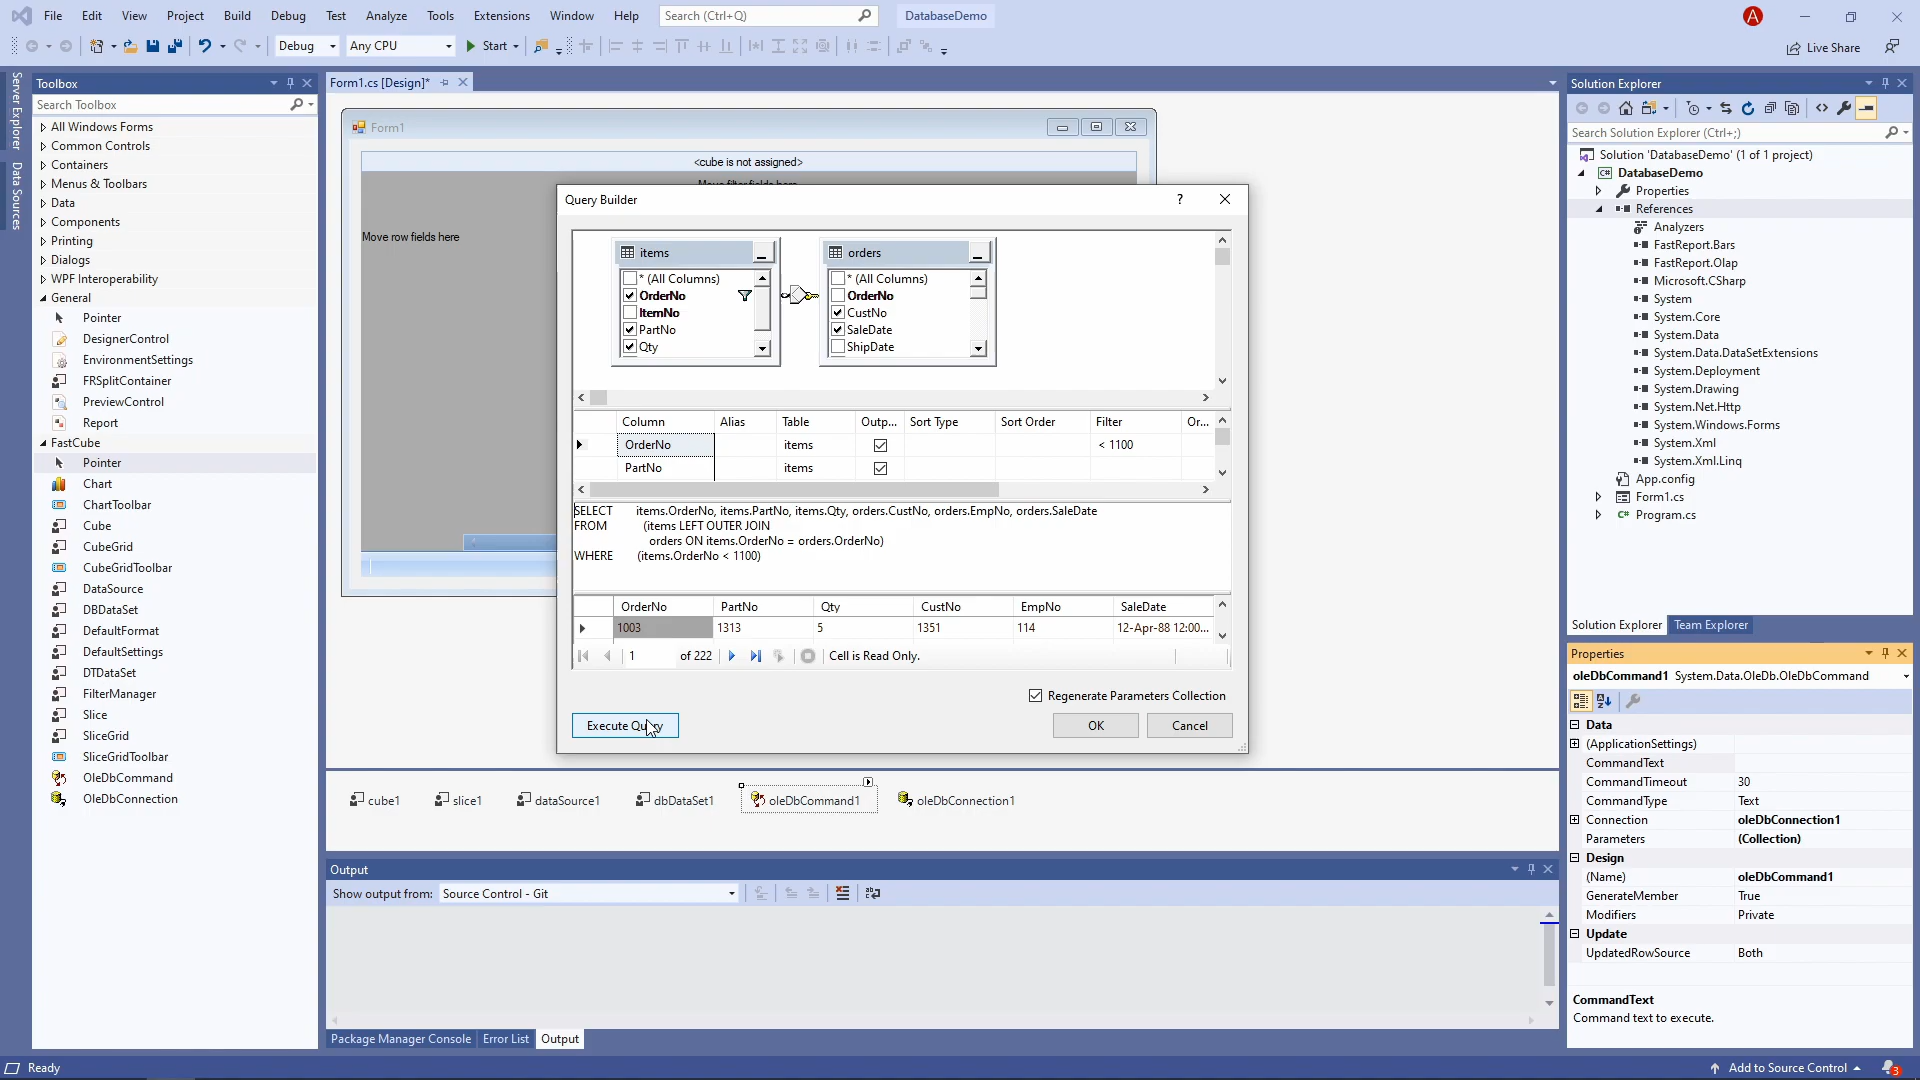 File Edit View Project Build Debug Test Analyze Tools Extensions Window Help Search (Ctrl+Q) DatabaseDemo A
Debug Any CPU Start Live Share
Server Explorer
Data Sources
Toolbox
Search Toolbox
All Windows Forms
Common Controls
Containers
Menus & Toolbars
Data
Components
Printing
Dialogs
WPF Interoperability
General
Pointer
DesignerControl
EnvironmentSettings
FRSplitContainer
PreviewControl
Report
FastCube
Pointer
Chart
ChartToolbar
Cube
CubeGrid
CubeGridToolbar
DataSource
DBDataSet
DefaultFormat
DefaultSettings
DTDataSet
FilterManager
Slice
SliceGrid
SliceGridToolbar
OleDbCommand
OleDbConnection
Form1.cs [Design]*
Form1
<cube is not assigned>
Move filter fields here
Move row fields here
Query Builder
?
items
* (All Columns)
OrderNo
ItemNo
PartNo
Qty
orders
* (All Columns)
OrderNo
CustNo
SaleDate
ShipDate
Column Alias Table Outp... Sort Type Sort Order Filter Or...
OrderNo items < 1100
PartNo items
SELECT items.OrderNo, items.PartNo, items.Qty, orders.CustNo, orders.EmpNo, orders.SaleDate
FROM (items LEFT OUTER JOIN
orders ON items.OrderNo = orders.OrderNo)
WHERE (items.OrderNo < 1100)
OrderNo PartNo Qty CustNo EmpNo SaleDate
1003 1313 5 1351 114 12-Apr-88 12:00...
1 of 222 Cell is Read Only.
Regenerate Parameters Collection
Execute Query OK Cancel
cube1 slice1 dataSource1 dbDataSet1 oleDbCommand1 oleDbConnection1
Output
Show output from: Source Control - Git
Package Manager Console Error List Output
Solution Explorer
Search Solution Explorer (Ctrl+;)
Solution 'DatabaseDemo' (1 of 1 project)
C# DatabaseDemo
Properties
References
Analyzers
FastReport.Bars
FastReport.Olap
Microsoft.CSharp
System
System.Core
System.Data
System.Data.DataSetExtensions
System.Deployment
System.Drawing
System.Net.Http
System.Windows.Forms
System.Xml
System.Xml.Linq
App.config
Form1.cs
C# Program.cs
Solution Explorer Team Explorer
Properties
oleDbCommand1 System.Data.OleDb.OleDbCommand
Data
(ApplicationSettings)
CommandText
CommandTimeout 30
CommandType Text
Connection oleDbConnection1
Parameters (Collection)
Design
(Name) oleDbCommand1
GenerateMember True
Modifiers Private
Update
UpdatedRowSource Both
CommandText
Command text to execute.
Ready Add to Source Control 3